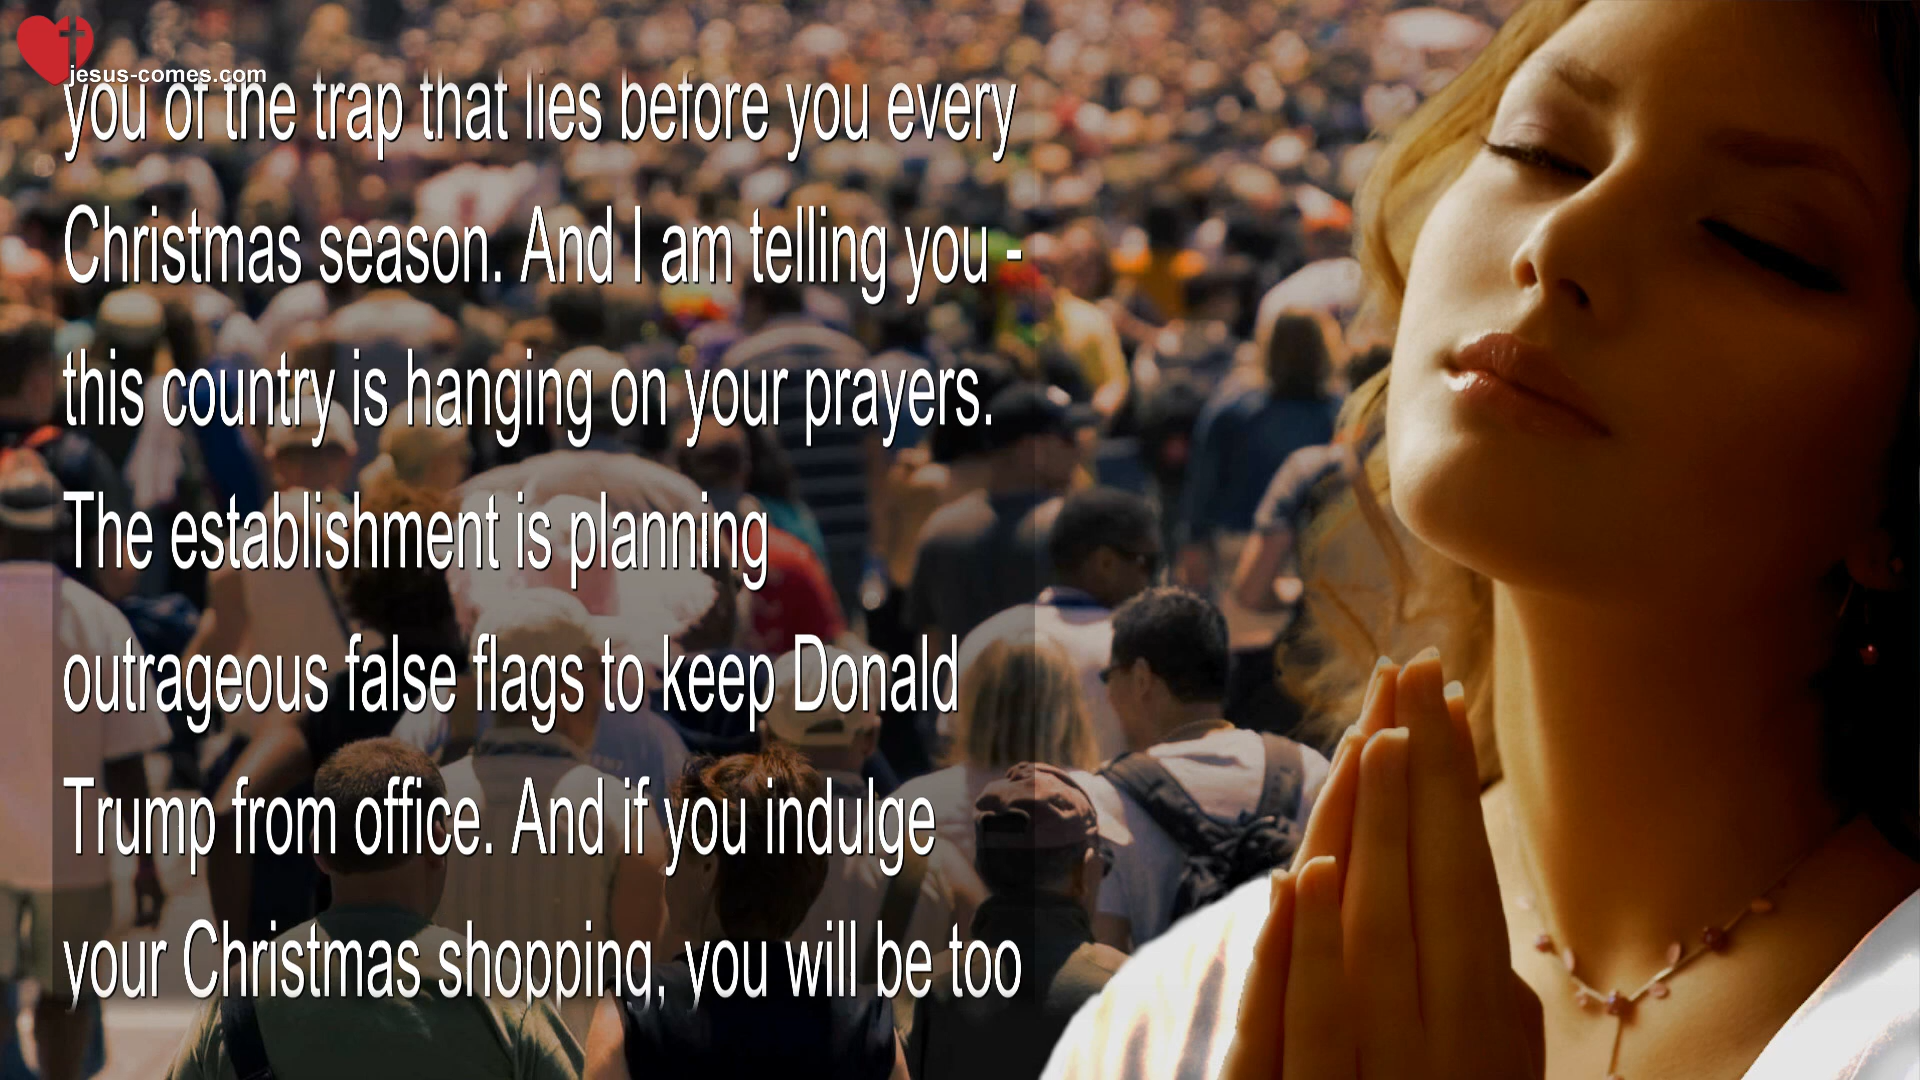 jesus-comes.com
you of the trap that lies before you every
Christmas season. And I am telling you -
this country is hanging on your prayers.
The establishment is planning
outrageous false flags to keep Donald
Trump from office. And if you indulge
your Christmas shopping, you will be too